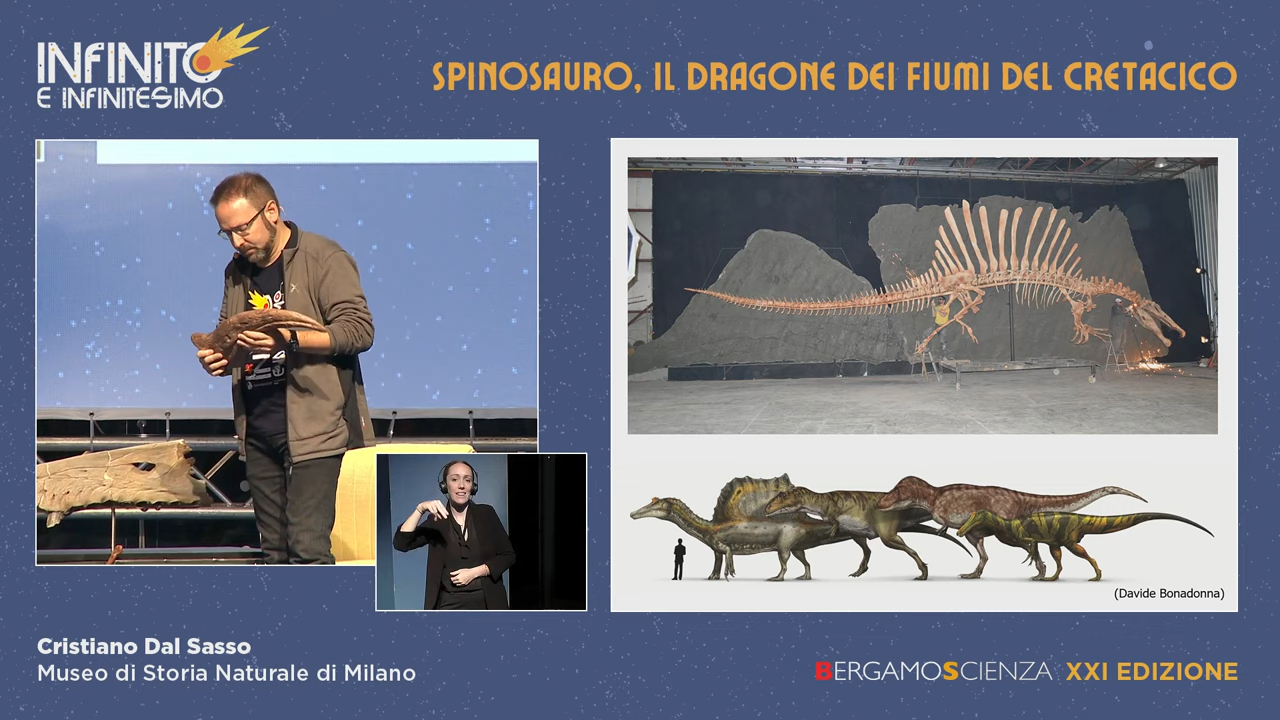 INFINITO
E INFINITESIMO
SPINOSAURO, IL DRAGONE DEI FIUMI DEL CRETACICO
(Davide Bonadonna)
Cristiano Dal Sasso
Museo di Storia Naturale di Milano
BERGAMOSCIENZA XXI EDIZIONE